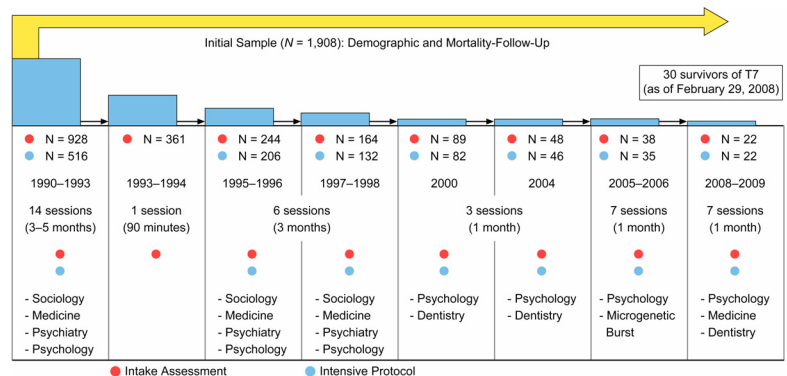 Initial Sample (N = 1,908): Demographic and Mortality-Follow-Up
30 survivors of T7
(as of February 29, 2008)
N = 928
N = 516
1990–1993
14 sessions
(3–5 months)
- Sociology
- Medicine
- Psychiatry
- Psychology
N = 361
1993–1994
1 session
(90 minutes)
N = 244
N = 206
1995–1996
N = 164
N = 132
1997–1998
6 sessions
(3 months)
- Sociology
- Medicine
- Psychiatry
- Psychology
- Sociology
- Medicine
- Psychiatry
- Psychology
N = 89
N = 82
2000
N = 48
N = 46
2004
3 sessions
(1 month)
- Psychology
- Dentistry
- Psychology
- Dentistry
N = 38
N = 35
2005–2006
7 sessions
(1 month)
- Psychology
- Microgenetic
Burst
N = 22
N = 22
2008–2009
7 sessions
(1 month)
- Psychology
- Medicine
- Dentistry
Intake Assessment
Intensive Protocol